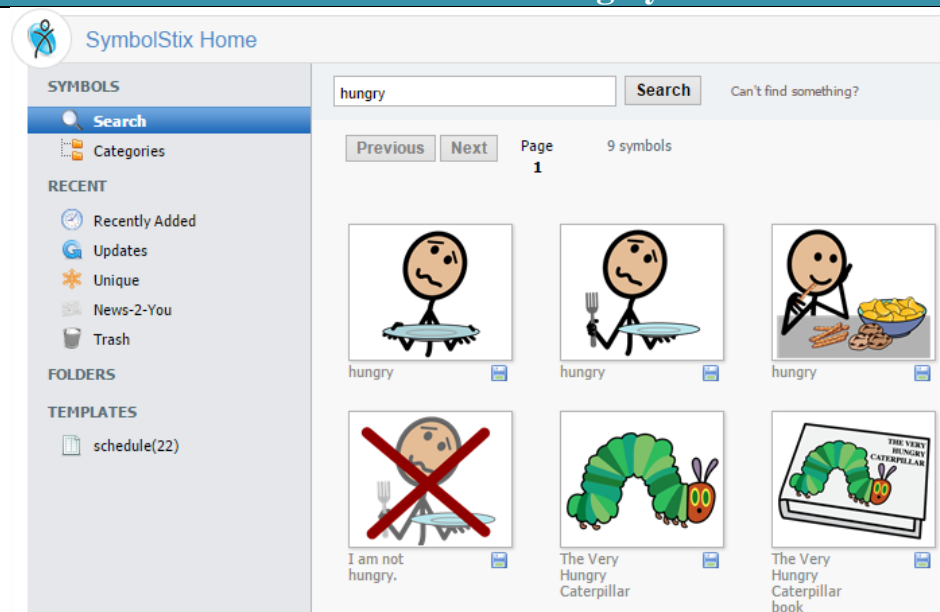 SymbolStix Home
SYMBOLS
Search
Categories
RECENT
Recently Added
Updates
Unique
News-2-You
Trash
FOLDERS
TEMPLATES
schedule(22)
hungry
Search
Can't find something?
Previous
Next
Page
1
9 symbols
hungry
hungry
hungry
I am not
hungry.
The Very
Hungry
Caterpillar
THE VERY
HUNGRY
CATERPILLAR
The Very
Hungry
Caterpillar
book